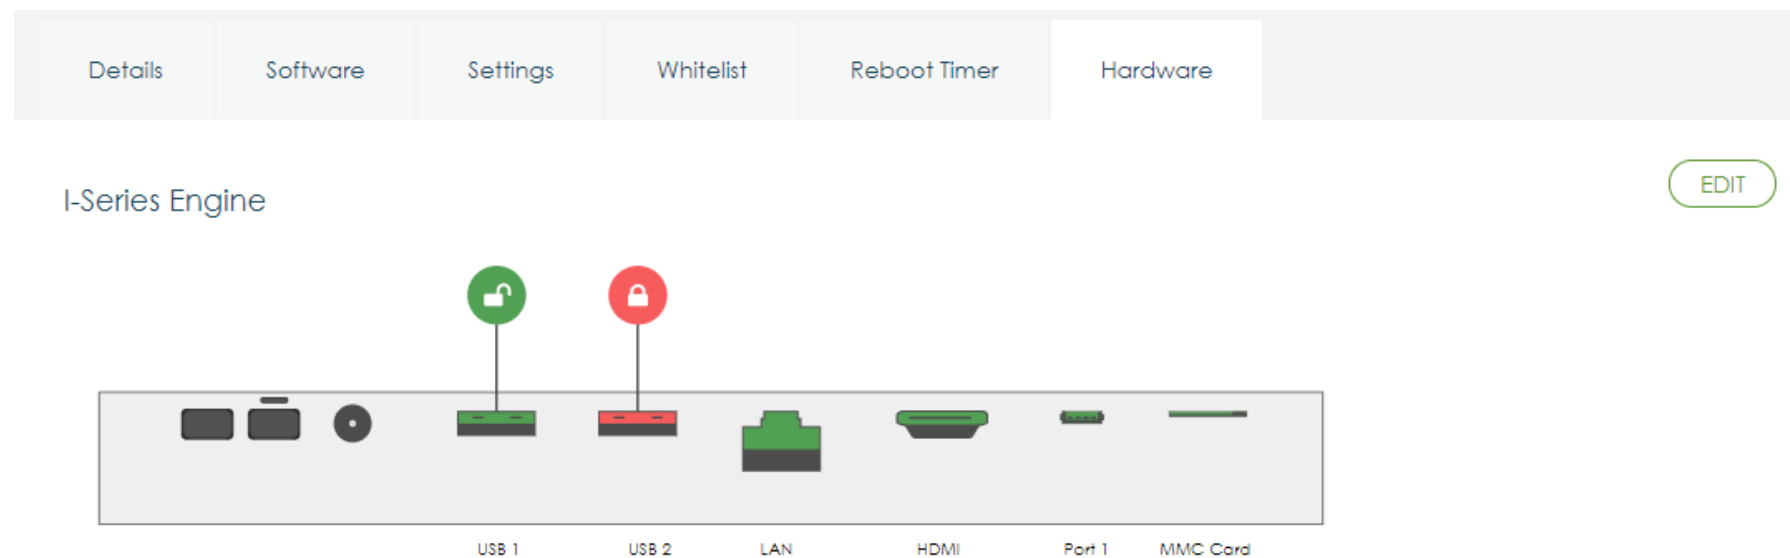 Details Software Settings Whitelist Reboot Timer Hardware
I-Series Engine
EDIT
USB 1 USB 2 LAN HDMI Port 1 MMC Card